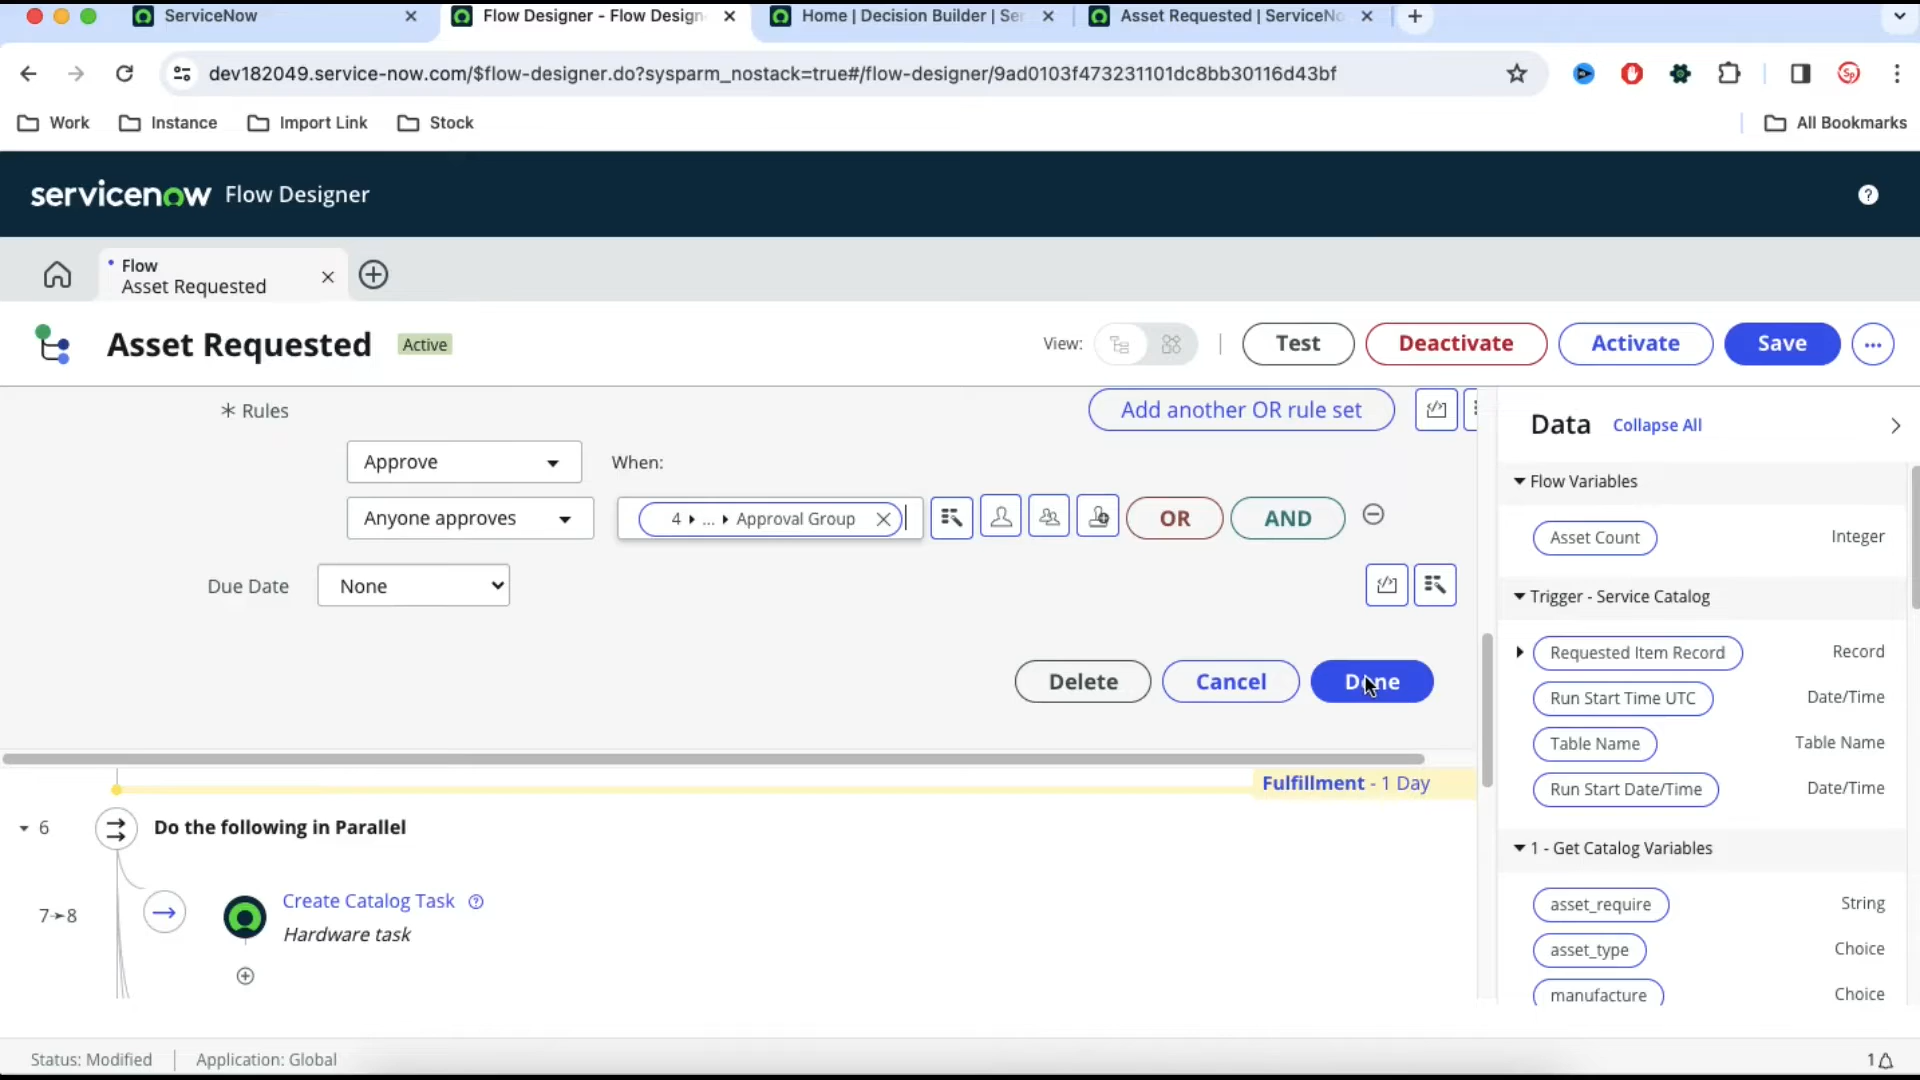 ServiceNow
Flow Designer - Flow Design
Home | Decision Builder | Ser
Asset Requested | ServiceNo
dev182049.service-now.com/$flow-designer.do?sysparm_nostack=true#/flow-designer/9ad0103f473231101dc8bb30116d43bf
Work Instance Import Link Stock All Bookmarks
servicenow Flow Designer
Flow
Asset Requested
Asset Requested Active View: Test Deactivate Activate Save
* Rules Add another OR rule set
Approve When:
Anyone approves 4 ▸ ... ▸ Approval Group OR AND
Due Date None
Delete Cancel Done
Fulfillment - 1 Day
6 Do the following in Parallel
7➛8 Create Catalog Task
Hardware task
Data Collapse All
Flow Variables
Asset Count Integer
Trigger - Service Catalog
Requested Item Record Record
Run Start Time UTC Date/Time
Table Name Table Name
Run Start Date/Time Date/Time
1 - Get Catalog Variables
asset_require String
asset_type Choice
manufacture Choice
Status: Modified | Application: Global 1